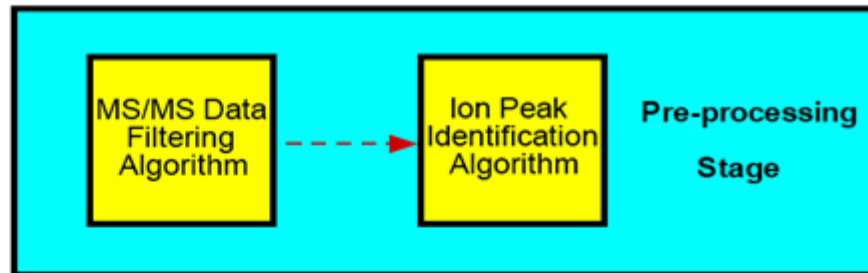 MS/MS Data
Filtering
Algorithm
Ion Peak
Identification
Algorithm
Pre-processing
Stage